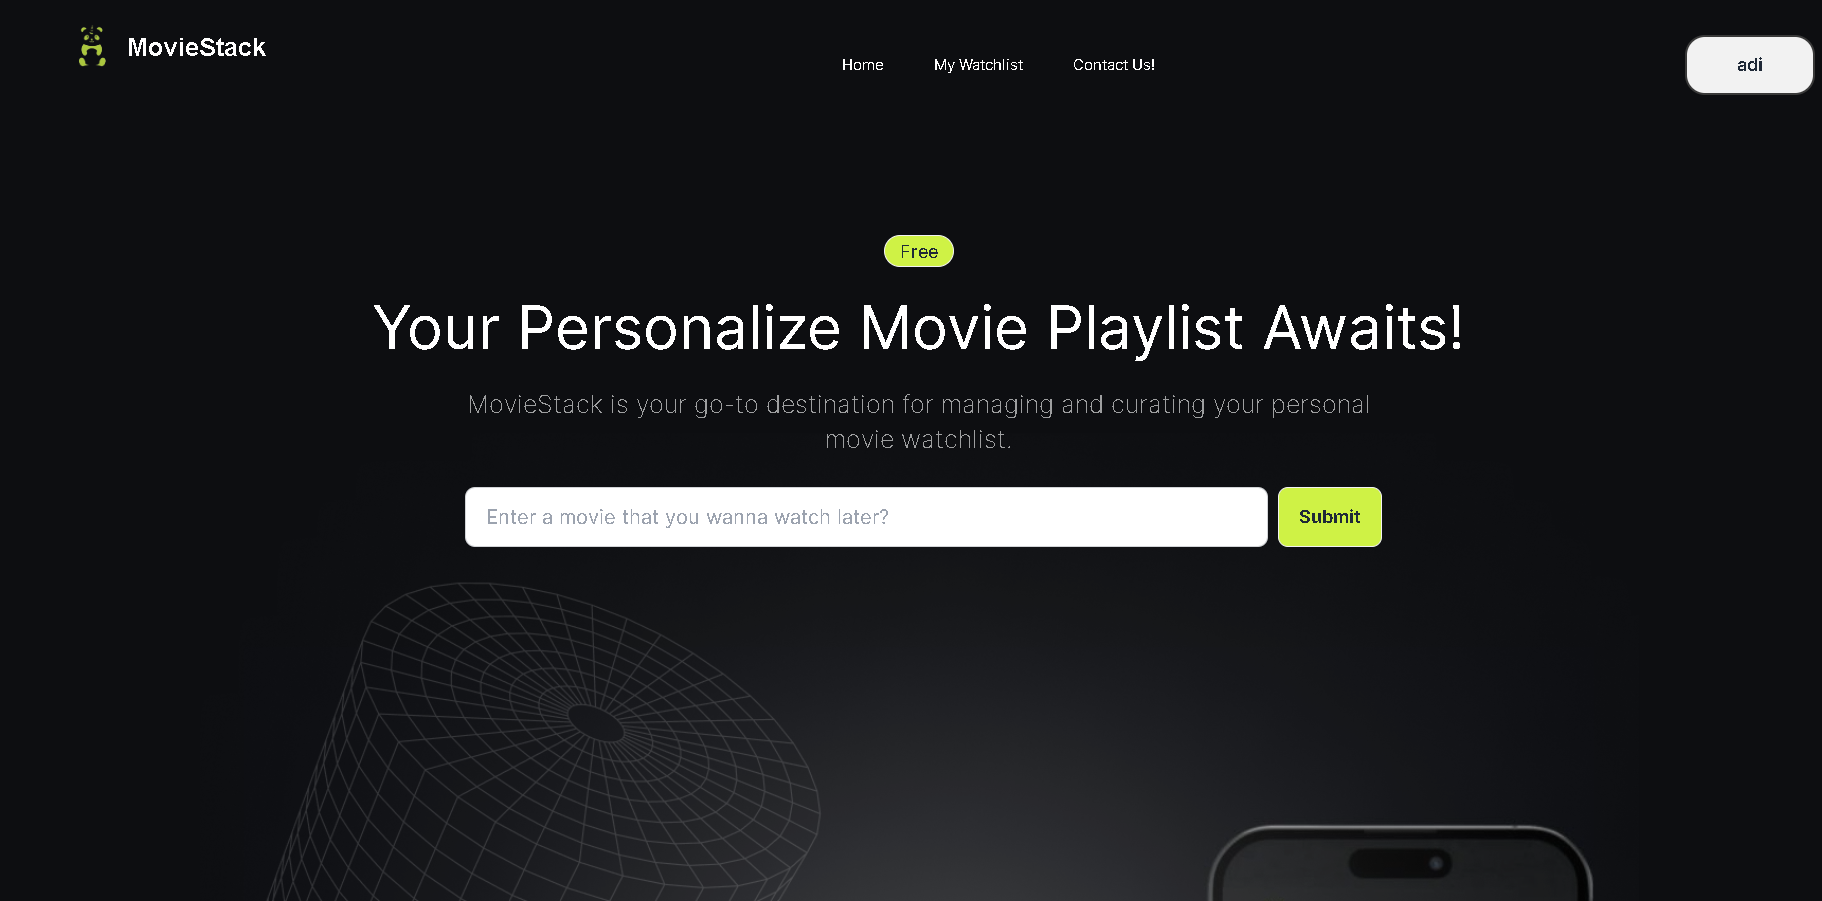 MovieStack
Home
My Watchlist
Contact Us!
adi
Free
Your Personalize Movie Playlist Awaits!
MovieStack is your go-to destination for managing and curating your personal
movie watchlist.
Enter a movie that you wanna watch later?
Submit